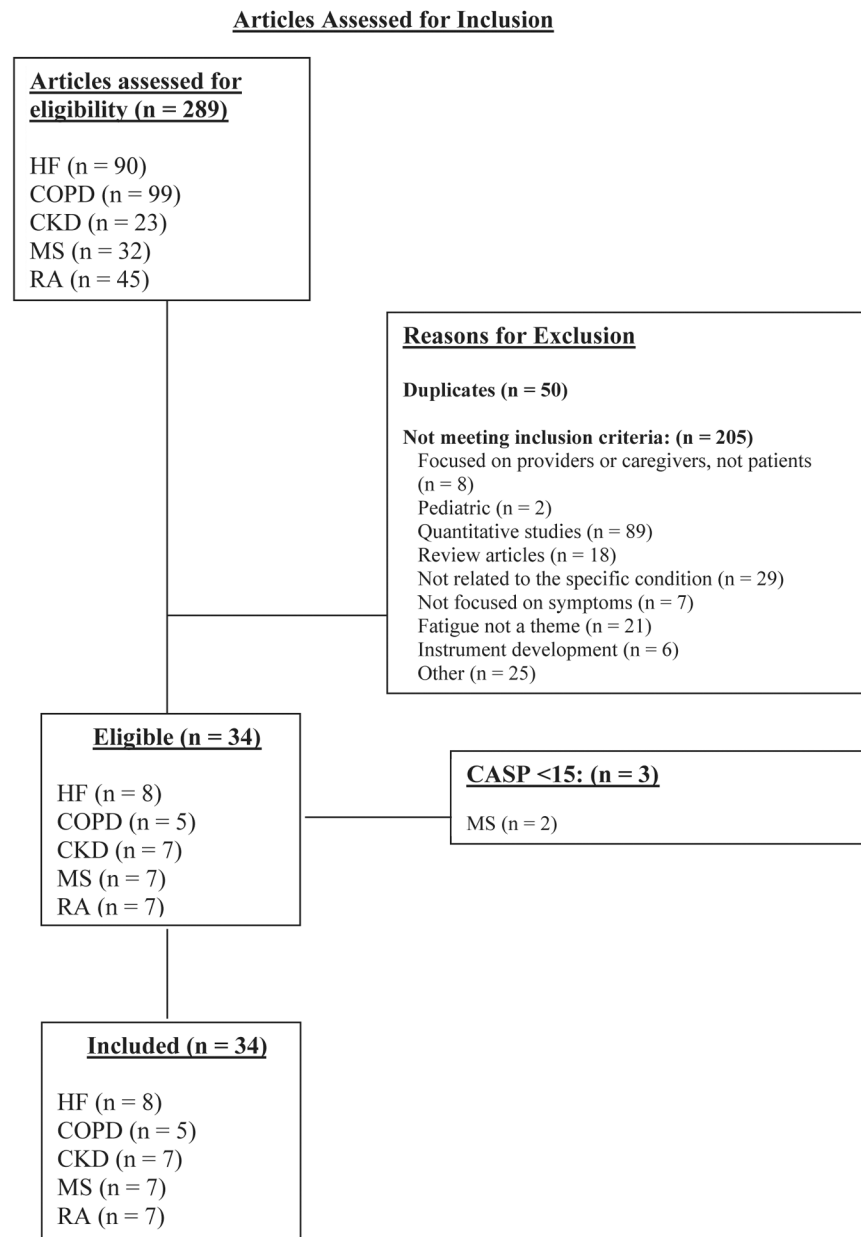 Articles Assessed for Inclusion
Articles assessed for
eligibility (n = 289)
HF (n = 90)
COPD (n = 99)
CKD (n = 23)
MS (n = 32)
RA (n = 45)
Reasons for Exclusion
Duplicates (n = 50)
Not meeting inclusion criteria: (n = 205)
Focused on providers or caregivers, not patients
(n = 8)
Pediatric (n = 2)
Quantitative studies (n = 89)
Review articles (n = 18)
Not related to the specific condition (n = 29)
Not focused on symptoms (n = 7)
Fatigue not a theme (n = 21)
Instrument development (n = 6)
Other (n = 25)
Eligible (n = 34)
HF (n = 8)
COPD (n = 5)
CKD (n = 7)
MS (n = 7)
RA (n = 7)
CASP <15: (n = 3)
MS (n = 2)
Included (n = 34)
HF (n = 8)
COPD (n = 5)
CKD (n = 7)
MS (n = 7)
RA (n = 7)